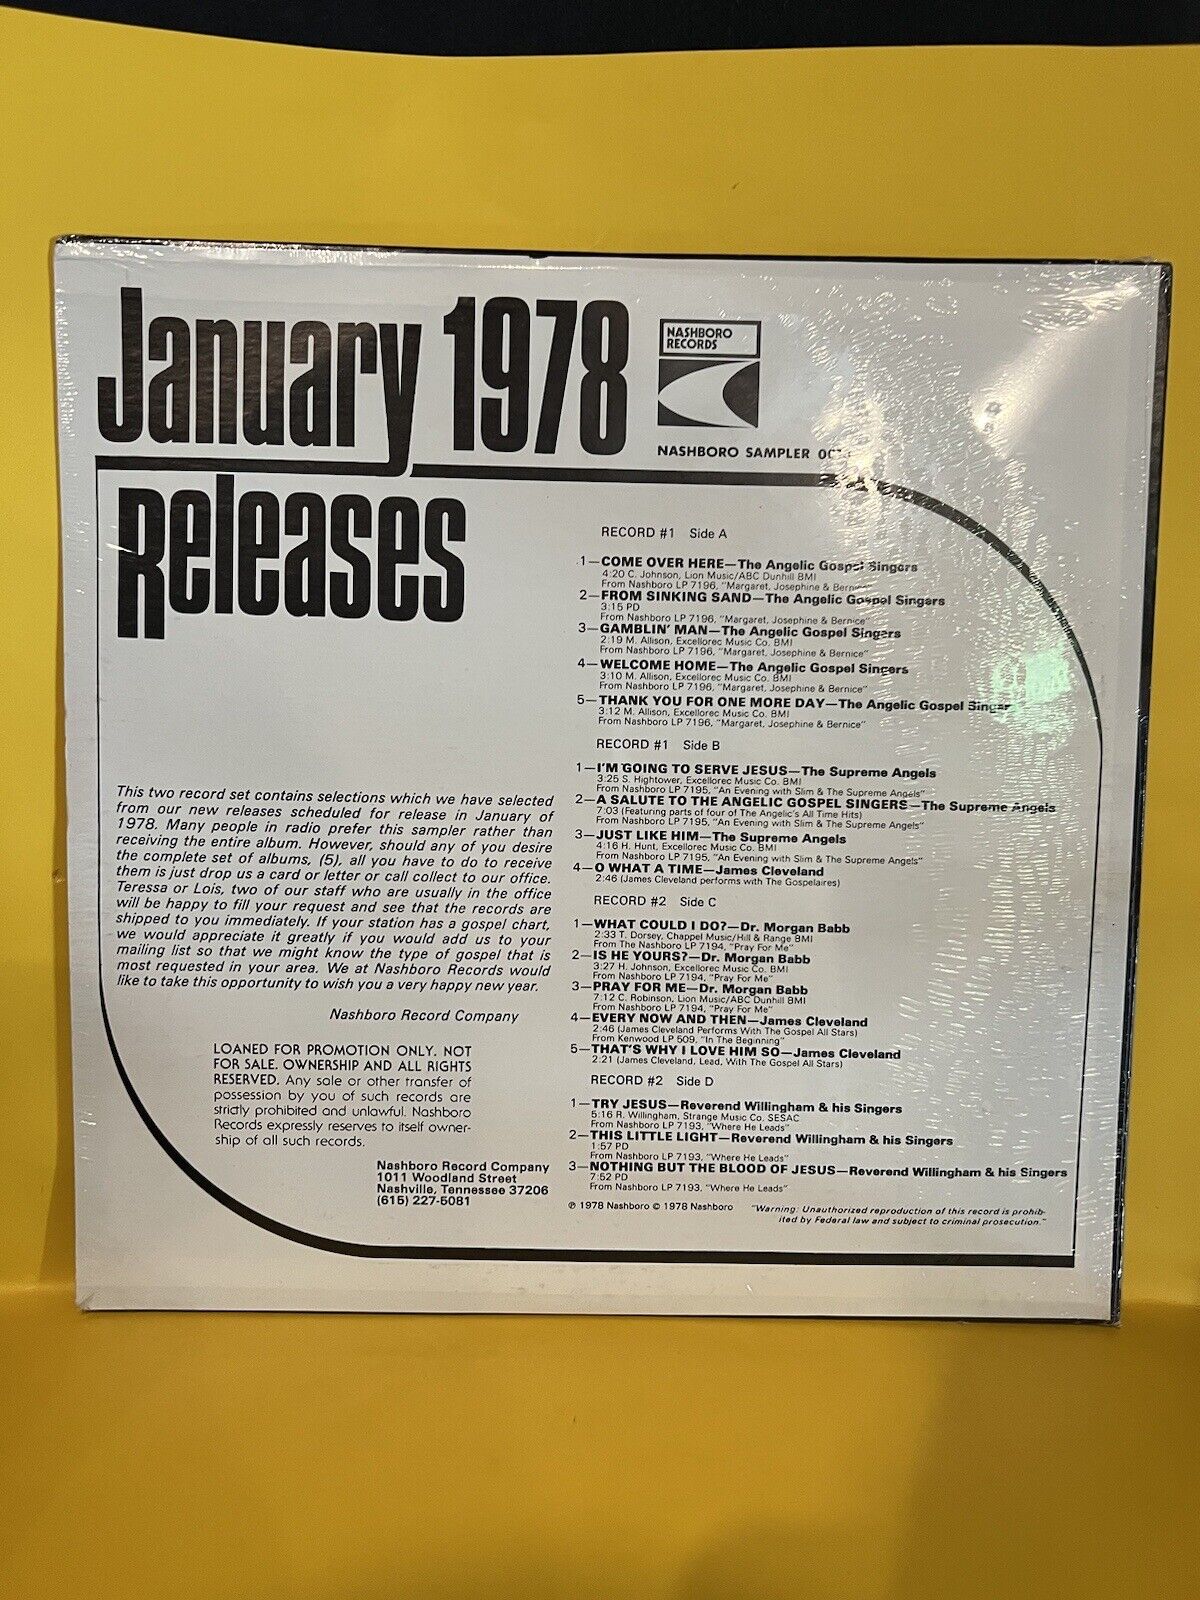 January 1978
Releases
NASHBORO
RECORDS
NASHBORO SAMPLER
This two record set contains selections which we have selected
from our new releases scheduled for release in January of
1978. Many people in radio prefer this sampler rather than
receiving the entire album. However, should any of you desire
the complete set of albums, (5), all you have to do to receive
them is just drop us a card or letter or call collect to our office.
Teressa or Lois, two of our staff who are usually in the office
will be happy to fill your request and see that the records are
shipped to you immediately. If your station has a gospel chart,
we would appreciate it greatly if you would add us to your
mailing list so that we might know the type of gospel that is
most requested in your area. We at Nashboro Records would
like to take this opportunity to wish you a very happy new year.
Nashboro Record Company
LOANED FOR PROMOTION ONLY. NOT
FOR SALE. OWNERSHIP AND ALL RIGHTS
RESERVED. Any sale or other transfer of
possession by you of such records are
strictly prohibited and unlawful. Nashboro
Records expressly reserves to itself owner-
ship of all such records.
Nashboro Record Company
1011 Woodland Street
Nashville, Tennessee 37206
(615) 227-5081
RECORD #1 Side A
1—COME OVER HERE—The Angelic Gospel Singers
4:20 C. Johnson, Lion Music/ABC Dunhill BMI
From Nashboro LP 7196, "Margaret, Josephine & Bernice"
2—FROM SINKING SAND—The Angelic Gospel Singers
3:15 PD
From Nashboro LP 7196, "Margaret, Josephine & Bernice"
3—GAMBLIN' MAN—The Angelic Gospel Singers
2:19 M. Allison, Excellorec Music Co. BMI
From Nashboro LP 7196, "Margaret, Josephine & Bernice"
4—WELCOME HOME—The Angelic Gospel Singers
3:10 M. Allison, Excellorec Music Co. BMI
From Nashboro LP 7196, "Margaret, Josephine & Bernice"
5—THANK YOU FOR ONE MORE DAY—The Angelic Gospel Singer
3:12 M. Allison, Excellorec Music Co. BMI
From Nashboro LP 7196, "Margaret, Josephine & Bernice"
RECORD #1 Side B
1—I'M GOING TO SERVE JESUS—The Supreme Angels
3:25 S. Hightower, Excellorec Music Co. BMI
From Nashboro LP 7195, "An Evening with Slim & The Supreme Angels"
2—A SALUTE TO THE ANGELIC GOSPEL SINGERS—The Supreme Angels
7:03 (Featuring parts of four of The Angelic's All Time Hits)
From Nashboro LP 7195, "An Evening with Slim & The Supreme Angels"
3—JUST LIKE HIM—The Supreme Angels
4:16 H. Hunt, Excellorec Music Co. BMI
From Nashboro LP 7195, "An Evening with Slim & The Supreme Angels"
4—O WHAT A TIME—James Cleveland
2:46 (James Cleveland performs with The Gospelaires)
RECORD #2 Side C
1—WHAT COULD I DO?—Dr. Morgan Babb
2:33 T. Dorsey, Chappel Music/Hill & Range BMI
From The Nashboro LP 7194, "Pray For Me"
2—IS HE YOURS?—Dr. Morgan Babb
3:27 H. Johnson, Excellorec Music Co. BMI
From Nashboro LP 7194, "Pray For Me"
3—PRAY FOR ME—Dr. Morgan Babb
7:12 C. Robinson, Lion Music/ABC Dunhill BMI
From Nashboro LP 7194, "Pray For Me"
4—EVERY NOW AND THEN—James Cleveland
2:46 (James Cleveland Performs With The Gospel All Stars)
From Kenwood LP 509, "In The Beginning"
5—THAT'S WHY I LOVE HIM SO—James Cleveland
2:21 (James Cleveland, Lead, With The Gospel All Stars)
RECORD #2 Side D
1—TRY JESUS—Reverend Willingham & his Singers
5:16 R. Willingham, Strange Music Co. SESAC
From Nashboro LP 7193, "Where He Leads"
2—THIS LITTLE LIGHT—Reverend Willingham & his Singers
1:57 PD
From Nashboro LP 7193, "Where He Leads"
3—NOTHING BUT THE BLOOD OF JESUS—Reverend Willingham & his Singers
7:52 PD
From Nashboro LP 7193, "Where He Leads"
℗ 1978 Nashboro © 1978 Nashboro
"Warning: Unauthorized reproduction of this record is prohib-
ited by Federal law and subject to criminal prosecution."